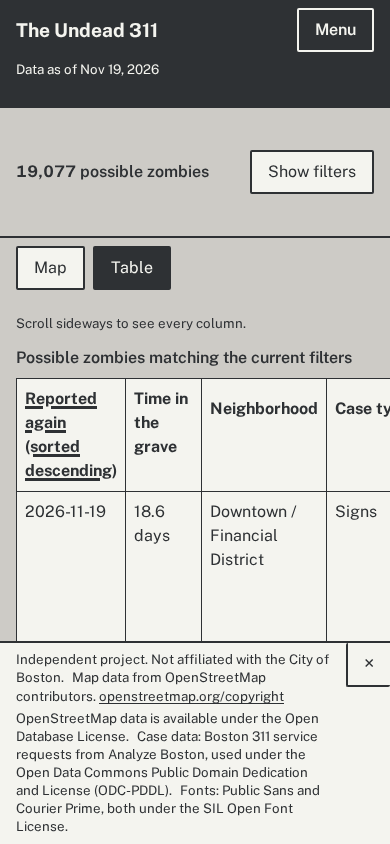 The Undead 311
Menu
Data as of Nov 19, 2026
19,077 possible zombies
Show filters
Map
Table
Scroll sideways to see every column.
Possible zombies matching the current filters
Reported
again
(sorted
descending)
Time in
the
grave
Neighborhood
Case ty
2026-11-19
18.6
days
Downtown /
Financial
District
Signs
Independent project. Not affiliated with the City of
Boston. Map data from OpenStreetMap
contributors. openstreetmap.org/copyright
×
OpenStreetMap data is available under the Open
Database License. Case data: Boston 311 service
requests from Analyze Boston, used under the
Open Data Commons Public Domain Dedication
and License (ODC-PDDL). Fonts: Public Sans and
Courier Prime, both under the SIL Open Font
License.